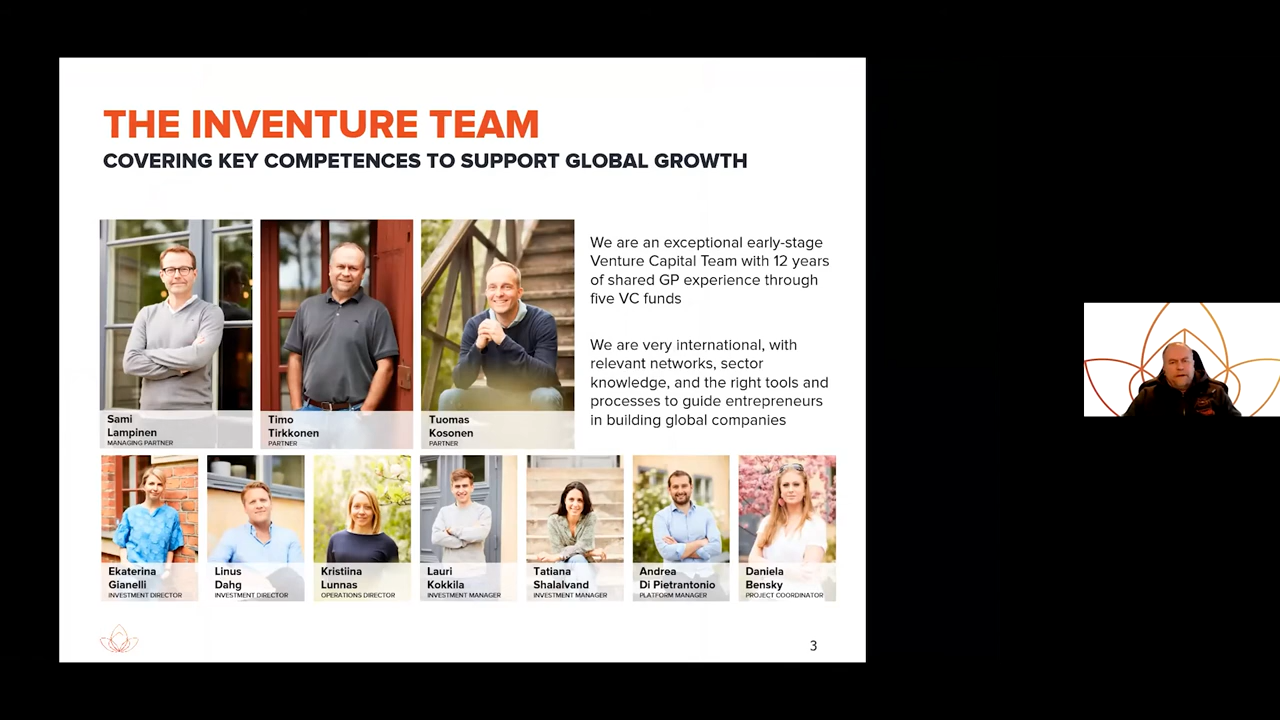 THE INVENTURE TEAM
COVERING KEY COMPETENCES TO SUPPORT GLOBAL GROWTH
We are an exceptional early-stage
Venture Capital Team with 12 years
of shared GP experience through
five VC funds
We are very international, with
relevant networks, sector
knowledge, and the right tools and
processes to guide entrepreneurs
in building global companies
Sami
Lampinen
MANAGING PARTNER
Timo
Tirkkonen
PARTNER
Tuomas
Kosonen
PARTNER
Ekaterina
Gianelli
INVESTMENT DIRECTOR
Linus
Dahg
INVESTMENT DIRECTOR
Kristiina
Lunnas
OPERATIONS DIRECTOR
Lauri
Kokkila
INVESTMENT MANAGER
Tatiana
Shalalvand
INVESTMENT MANAGER
Andrea
Di Pietrantonio
PLATFORM MANAGER
Daniela
Bensky
PROJECT COORDINATOR
3